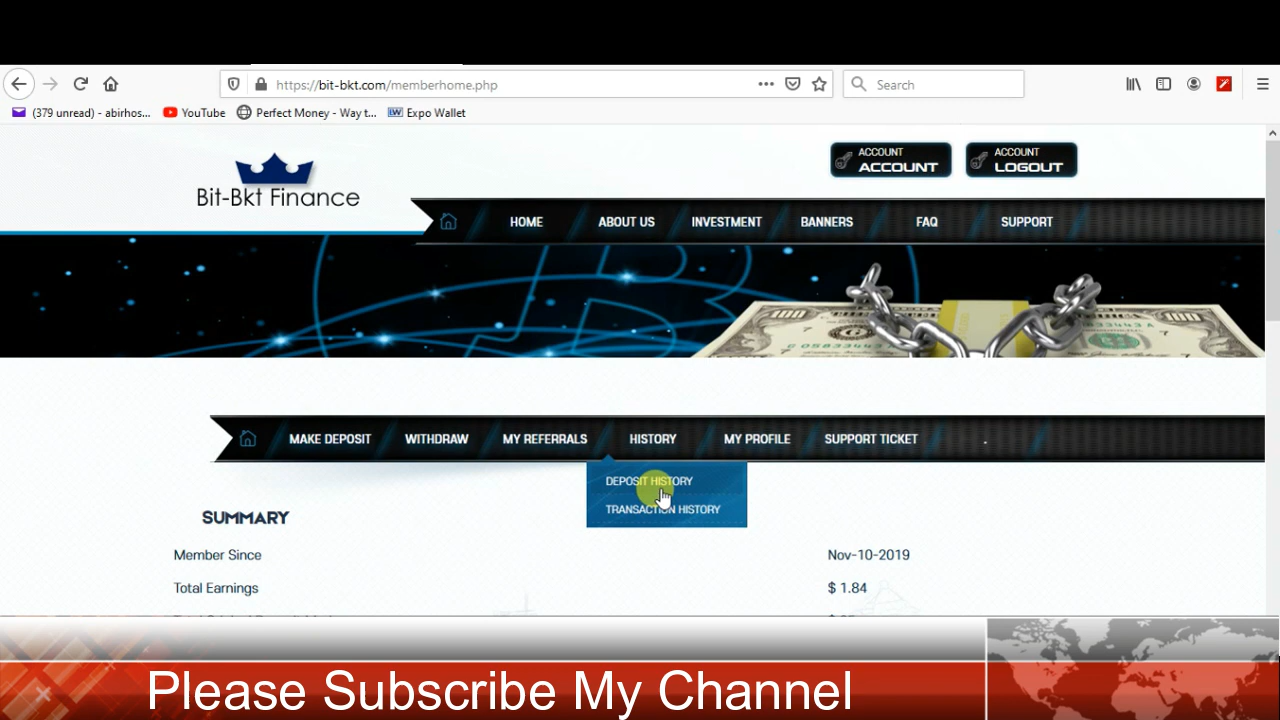 https://bit-bkt.com/memberhome.php
Search
(379 unread) - abirhos...
YouTube
Perfect Money - Way t...
Expo Wallet
Bit-Bkt Finance
ACCOUNT
ACCOUNT
ACCOUNT
LOGOUT
HOME
ABOUT US
INVESTMENT
BANNERS
FAQ
SUPPORT
MAKE DEPOSIT
WITHDRAW
MY REFERRALS
HISTORY
MY PROFILE
SUPPORT TICKET
.
DEPOSIT HISTORY
TRANSACTION HISTORY
SUMMARY
Member Since
Nov-10-2019
Total Earnings
$ 1.84
Please Subscribe My Channel